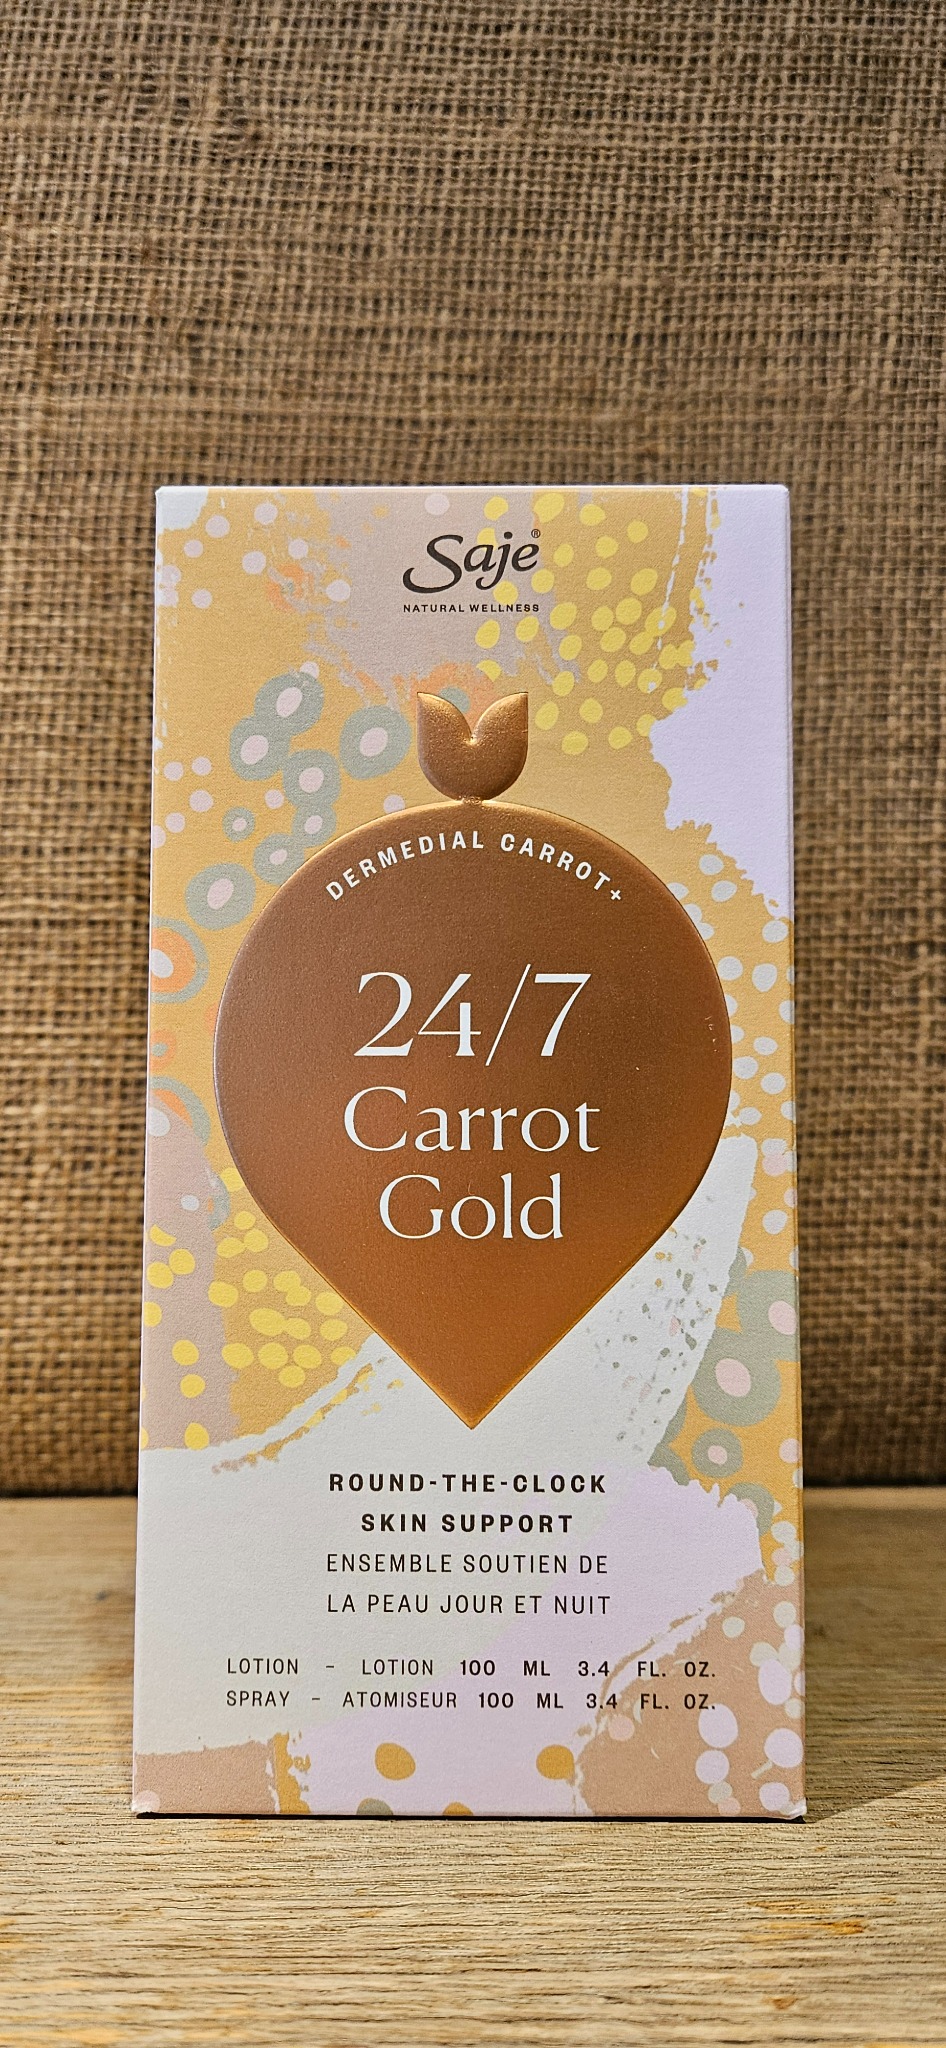 Saje®
NATURAL WELLNESS
DERMEDIAL CARROT+
24/7
Carrot
Gold
ROUND-THE-CLOCK
SKIN SUPPORT
ENSEMBLE SOUTIEN DE
LA PEAU JOUR ET NUIT
LOTION – LOTION 100 ML 3.4 FL. OZ.
SPRAY – ATOMISEUR 100 ML 3.4 FL. OZ.